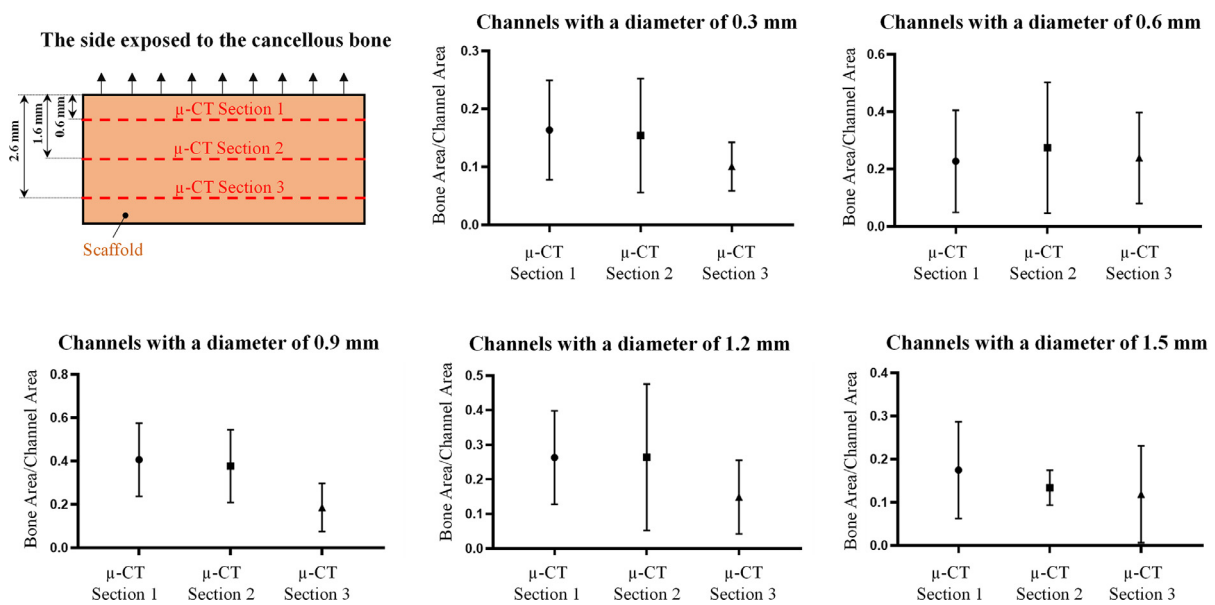 The side exposed to the cancellous bone
0.6 mm
1.6 mm
2.6 mm
µ-CT Section 1
µ-CT Section 2
µ-CT Section 3
Scaffold
Channels with a diameter of 0.3 mm
Bone Area/Channel Area
0.3
0.2
0.1
0.0
µ-CT Section 1
µ-CT Section 2
µ-CT Section 3
Channels with a diameter of 0.6 mm
Bone Area/Channel Area
0.6
0.4
0.2
0.0
µ-CT Section 1
µ-CT Section 2
µ-CT Section 3
Channels with a diameter of 0.9 mm
Bone Area/Channel Area
0.8
0.6
0.4
0.2
0.0
µ-CT Section 1
µ-CT Section 2
µ-CT Section 3
Channels with a diameter of 1.2 mm
Bone Area/Channel Area
0.5
0.4
0.3
0.2
0.1
0.0
µ-CT Section 1
µ-CT Section 2
µ-CT Section 3
Channels with a diameter of 1.5 mm
Bone Area/Channel Area
0.4
0.3
0.2
0.1
0.0
µ-CT Section 1
µ-CT Section 2
µ-CT Section 3